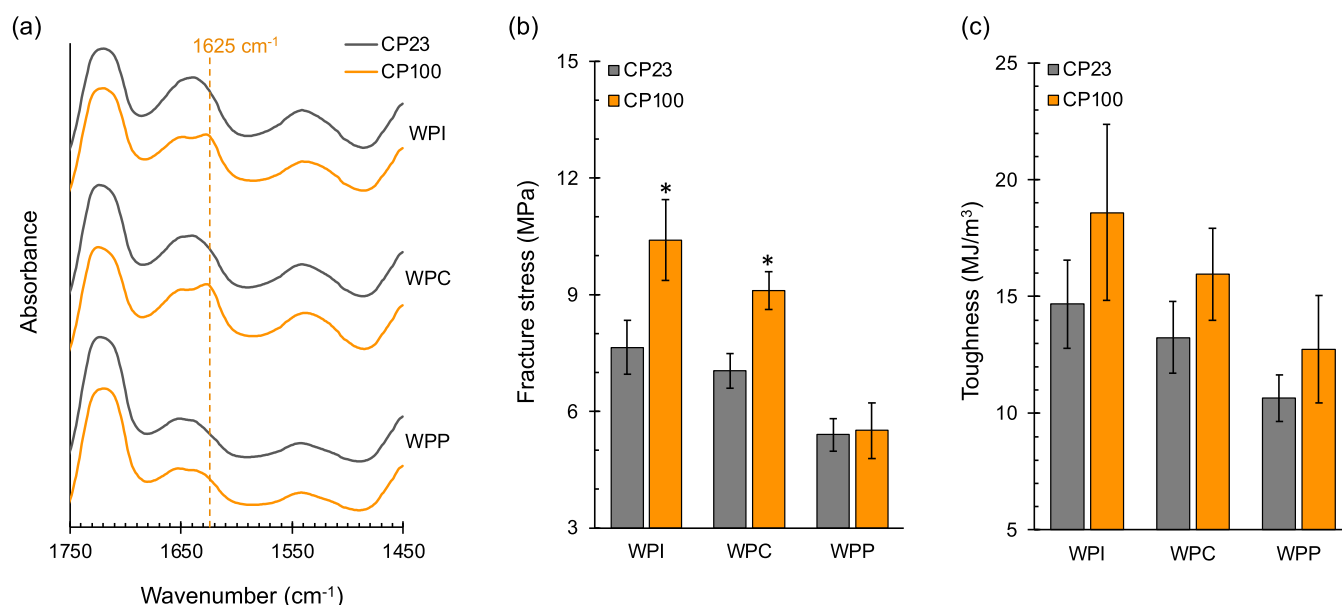 (a)
CP23
CP100
1625 cm⁻¹
WPI
WPC
WPP
Absorbance
1750
1650
1550
1450
Wavenumber (cm⁻¹)
(b)
15
12
9
6
3
CP23
CP100
*
*
Fracture stress (MPa)
WPI
WPC
WPP
(c)
25
20
15
10
5
CP23
CP100
Toughness (MJ/m³)
WPI
WPC
WPP